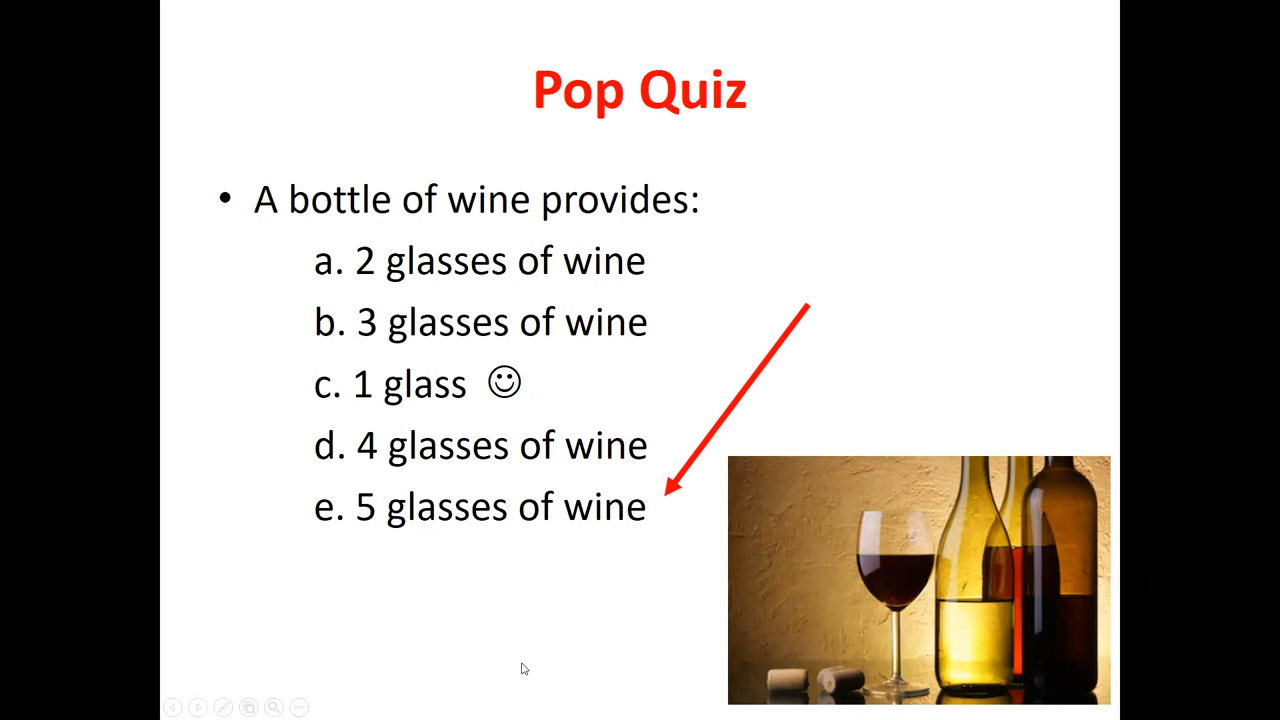 Pop Quiz
• A bottle of wine provides:
a. 2 glasses of wine
b. 3 glasses of wine
c. 1 glass ☺
d. 4 glasses of wine
e. 5 glasses of wine